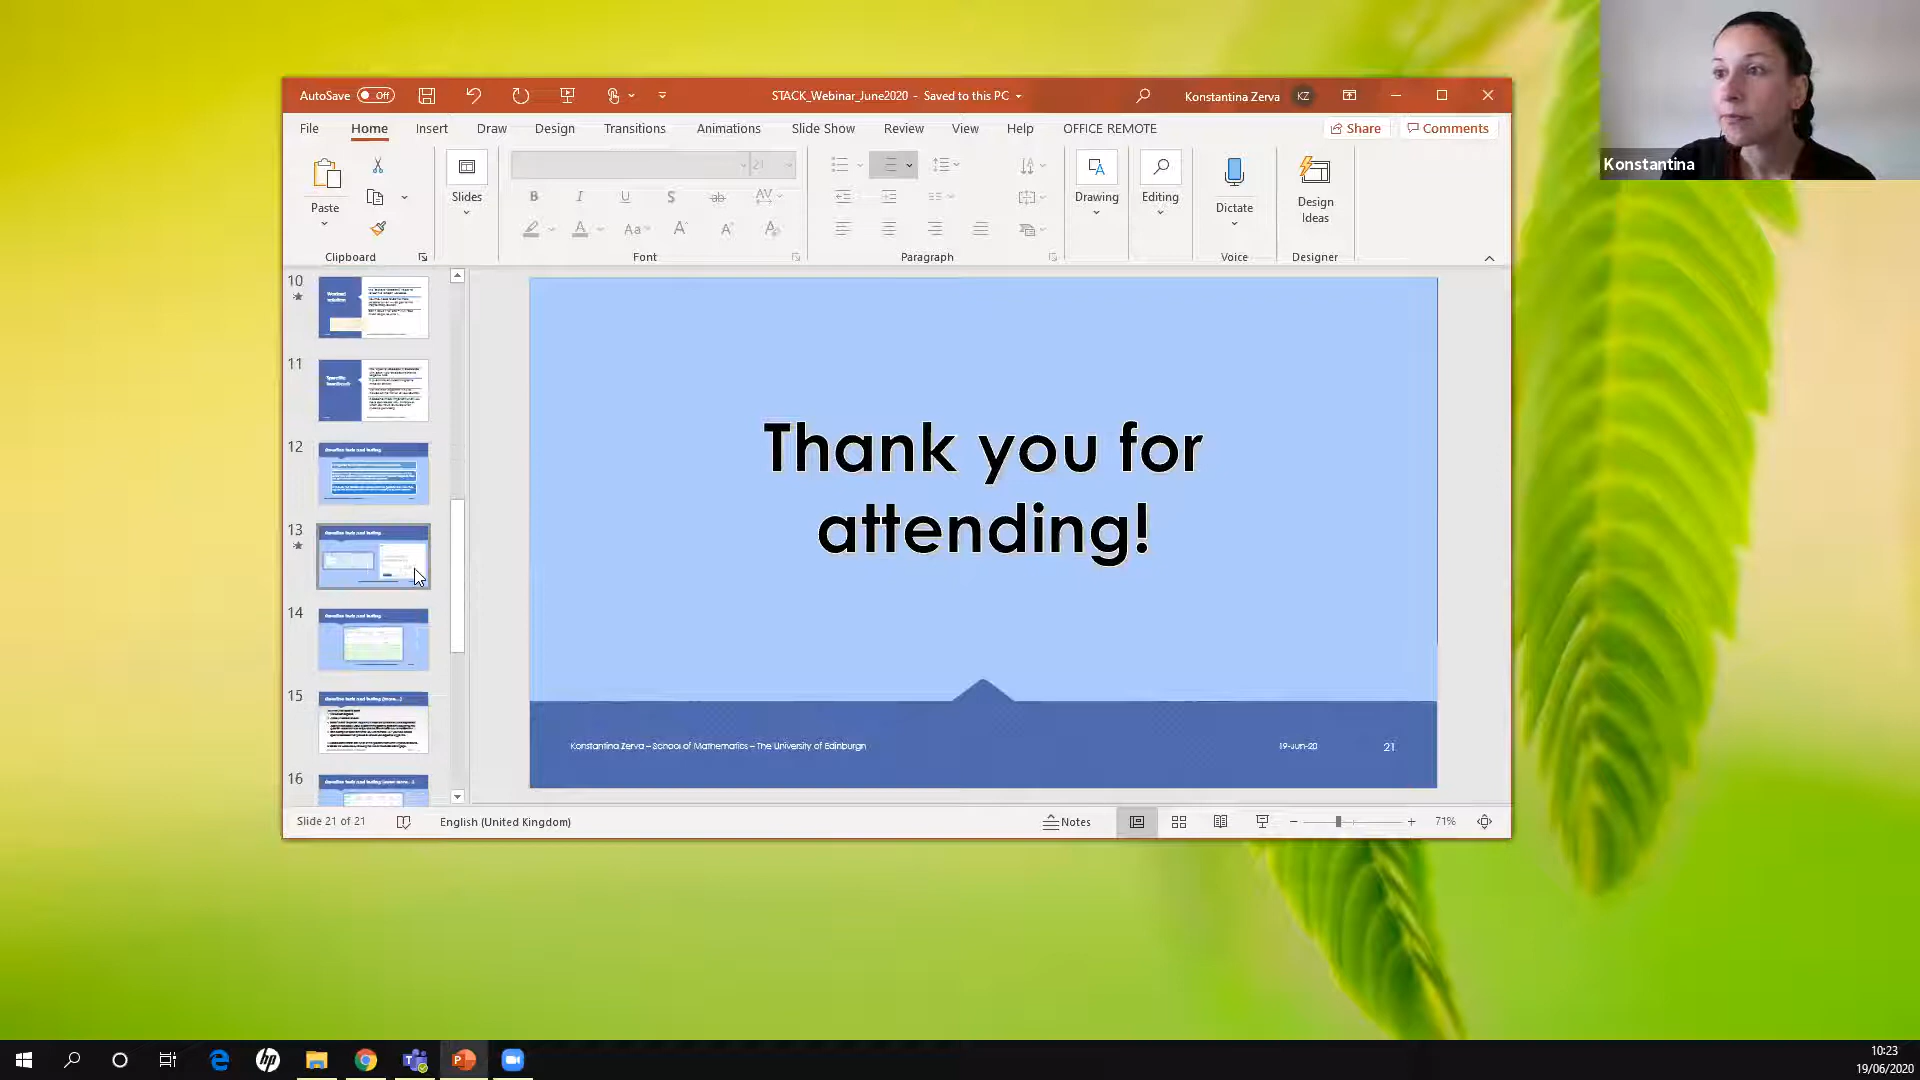 Konstantina
AutoSave Off
STACK_Webinar_June2020 - Saved to this PC
Konstantina Zerva KZ
File Home Insert Draw Design Transitions Animations Slide Show Review View Help OFFICE REMOTE
Share Comments
Paste
Slides
21
Drawing
Editing
Dictate
Design
Ideas
Clipboard
Font
Paragraph
Voice
Designer
10
11
12
13
14
15
16
Thank you for
attending!
Konstantina Zerva – School of Mathematics – The University of Edinburgh
19-Jun-20
21
Slide 21 of 21
English (United Kingdom)
Notes
71%
10:23
19/06/2020